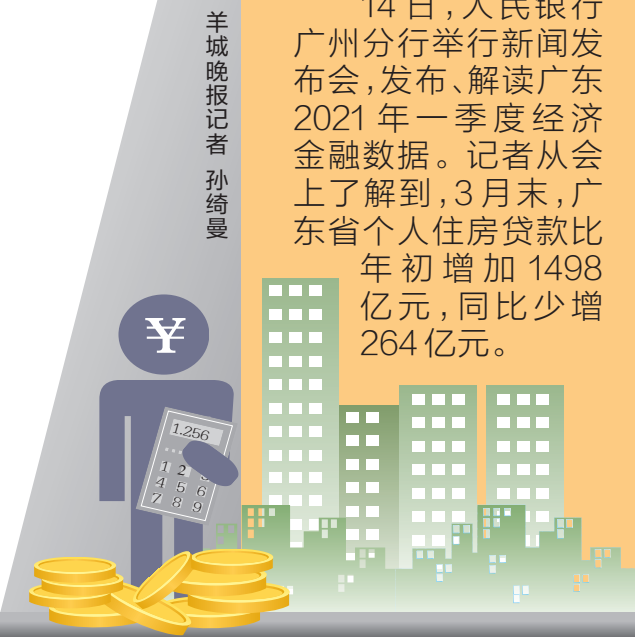 羊城晚报记者 孙绮曼
14日，人民银行
广州分行举行新闻发
布会，发布、解读广东
2021年一季度经济
金融数据。记者从会
上了解到，3月末，广
东省个人住房贷款比
年初增加1498
亿元，同比少增
264亿元。
¥
1.256
1 2 3
4 5 6
7 8 9